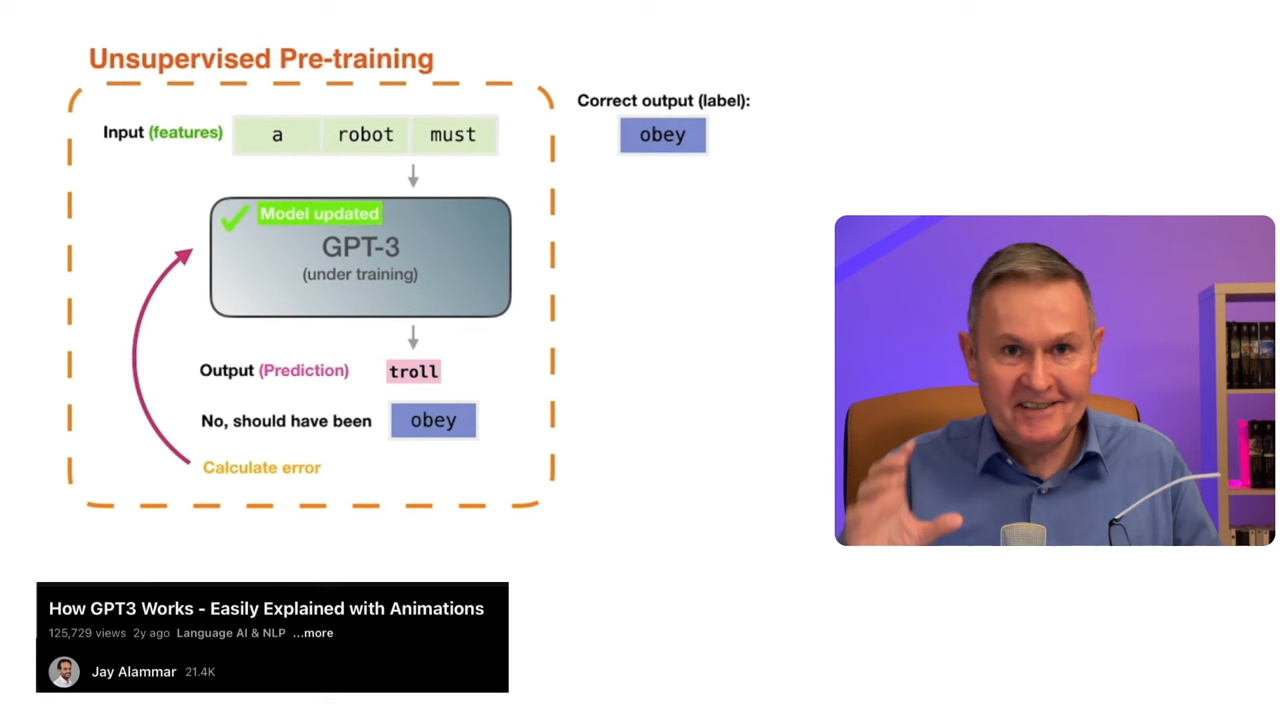 Unsupervised Pre-training
Input (features) a robot must
Correct output (label):
obey
Model updated
GPT-3
(under training)
Output (Prediction) troll
No, should have been obey
Calculate error
How GPT3 Works - Easily Explained with Animations
125,729 views 2y ago Language AI & NLP ...more
Jay Alammar 21.4K